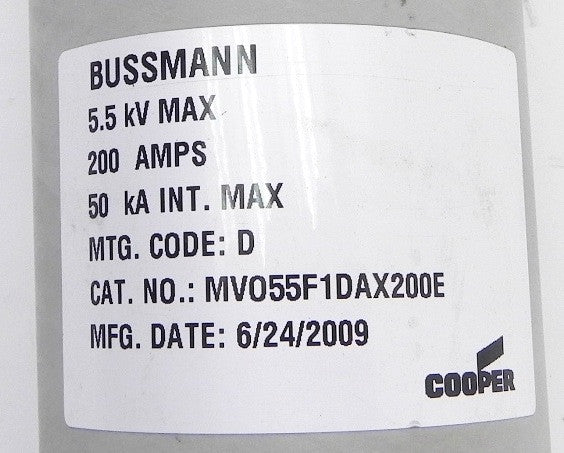 BUSSMANN
5.5 kV MAX
200 AMPS
50 kA INT. MAX
MTG. CODE: D
CAT. NO.: MV055F1DAX200E
MFG. DATE: 6/24/2009
COOPER